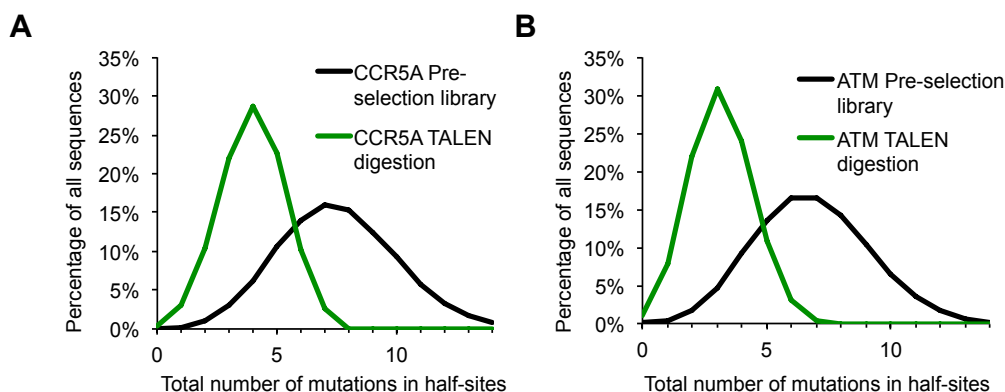 A
35%
30%
25%
20%
15%
10%
5%
0%
0
5
10
Percentage of all sequences
Total number of mutations in half-sites
CCR5A Pre-
selection library
CCR5A TALEN
digestion
B
35%
30%
25%
20%
15%
10%
5%
0%
0
5
10
Percentage of all sequences
Total number of mutations in half-sites
ATM Pre-selection
library
ATM TALEN
digestion